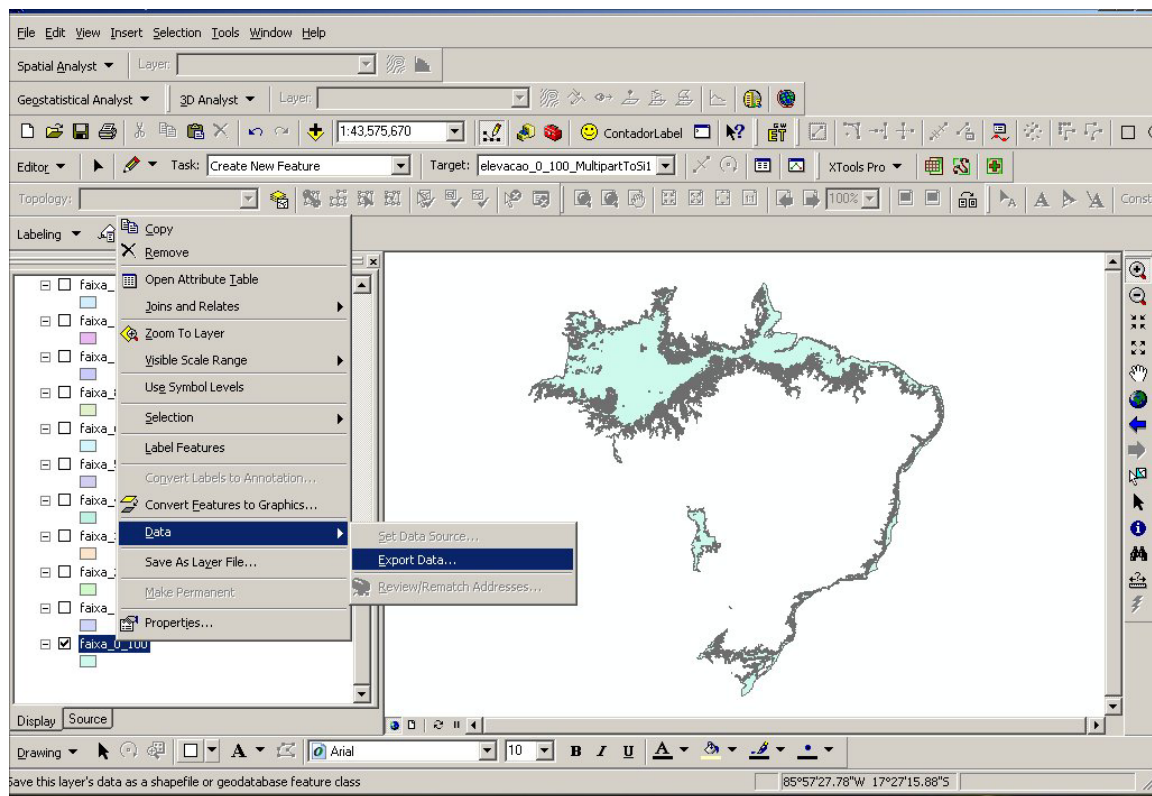 File Edit View Insert Selection Tools Window Help
Spatial Analyst Layer:
Geostatistical Analyst 3D Analyst Layer:
1:43,575,670 ContadorLabel
Editor Task: Create New Feature Target: elevacao_0_100_MultipartToSi1 XTools Pro
Topology: 100% Const
Labeling
Copy
Remove
Open Attribute Table
Joins and Relates
Zoom To Layer
Visible Scale Range
Use Symbol Levels
Selection
Label Features
Convert Labels to Annotation...
Convert Features to Graphics...
Data
Save As Layer File...
Make Permanent
Properties...
Set Data Source...
Export Data...
Review/Rematch Addresses...
faixa_
faixa_
faixa_
faixa_
faixa_
faixa_
faixa_
faixa_
faixa_
faixa_
faixa_0_100
Display Source
Drawing A Arial 10 B I U A
Save this layer's data as a shapefile or geodatabase feature class 85°57'27.78"W 17°27'15.88"S